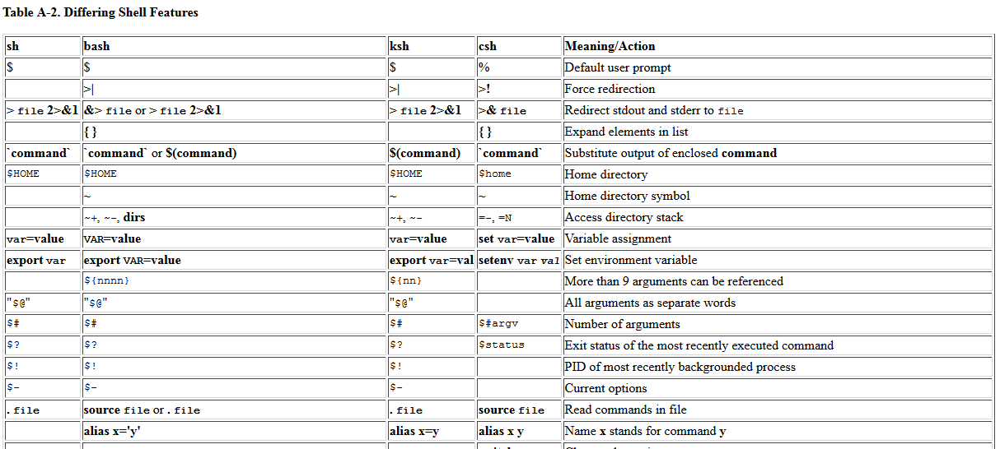 Table A-2. Differing Shell Features
sh bash ksh csh Meaning/Action
$ $ $ % Default user prompt
>| >| >! Force redirection
> file 2>&1 &> file or > file 2>&1 > file 2>&1 >& file Redirect stdout and stderr to file
{} {} Expand elements in list
`command` `command` or $(command) $(command) `command` Substitute output of enclosed command
$HOME $HOME $HOME $home Home directory
~ ~ ~ Home directory symbol
~+, ~-, dirs ~+, ~- =-, =N Access directory stack
var=value VAR=value var=value set var=value Variable assignment
export var export VAR=value export var=val setenv var val Set environment variable
${nnnn} ${nn} More than 9 arguments can be referenced
"$@" "$@" "$@" All arguments as separate words
$# $# $# $#argv Number of arguments
$? $? $? $status Exit status of the most recently executed command
$! $! $! PID of most recently backgrounded process
$- $- $- Current options
. file source file or . file . file source file Read commands in file
alias x='y' alias x=y alias x y Name x stands for command y